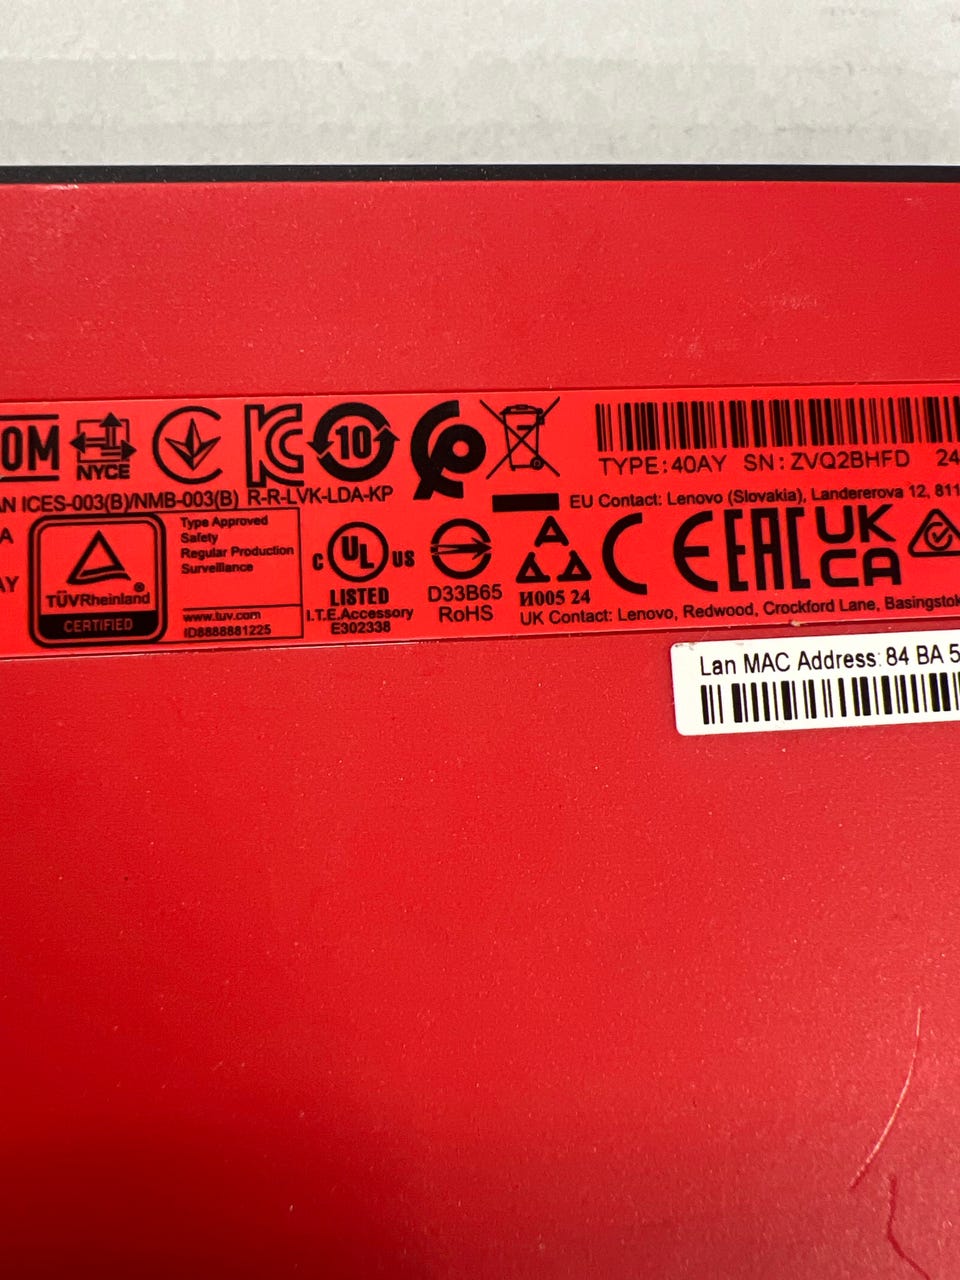 OM
NYCE
10
TYPE: 40AY SN: ZVQ2BHFD 24
AN ICES-003(B)/NMB-003(B) R-R-LVK-LDA-KP
EU Contact: Lenovo (Slovakia), Landererova 12, 811
A
AY
TÜVRheinland®
CERTIFIED
Type Approved
Safety
Regular Production
Surveillance
www.tuv.com
ID8888881225
C UL US
LISTED
I.T.E.Accessory
E302338
D33B65
RoHS
И005 24
CE EAC UK
CA
UK Contact: Lenovo, Redwood, Crockford Lane, Basingstok
Lan MAC Address: 84 BA 5